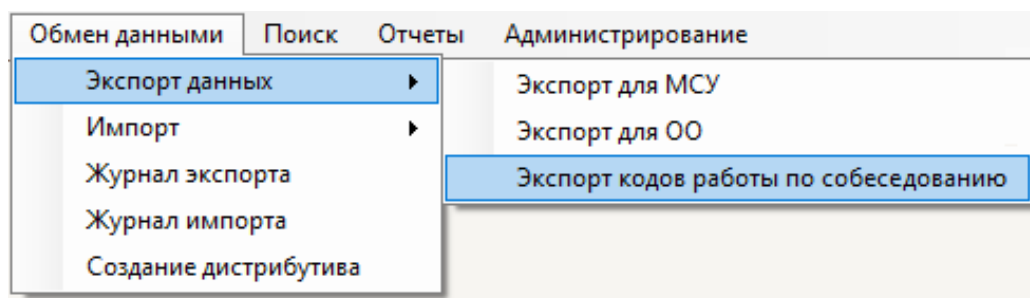 Обмен данными Поиск Отчеты Администрирование
Экспорт данных
Экспорт для МСУ
Импорт
Экспорт для ОО
Журнал экспорта
Экспорт кодов работы по собеседованию
Журнал импорта
Создание дистрибутива